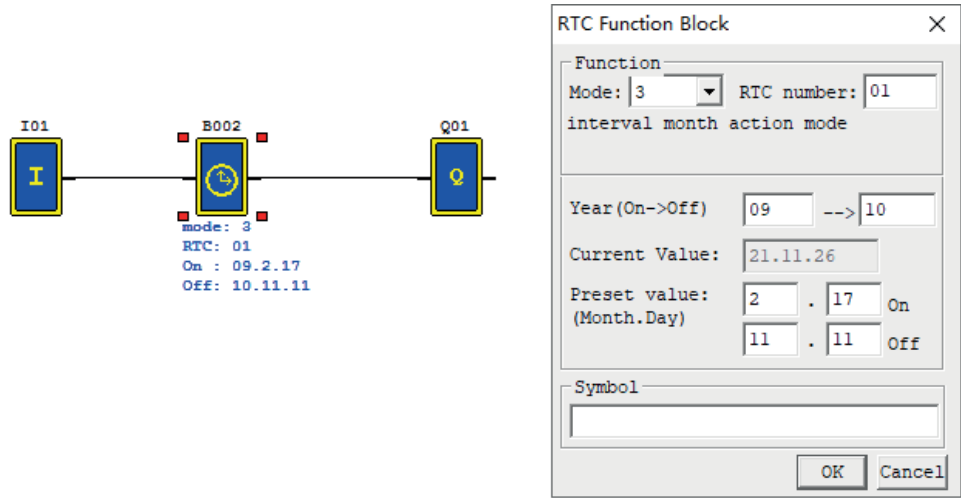 I01
B002
Q01
I
Q
mode: 3
RTC: 01
On : 09.2.17
Off: 10.11.11
RTC Function Block
Function
Mode: 3 RTC number: 01
interval month action mode
Year(On->Off) 09 --> 10
Current Value: 21.11.26
Preset value: 2 . 17 On
(Month.Day)
11 . 11 Off
Symbol
OK Cancel